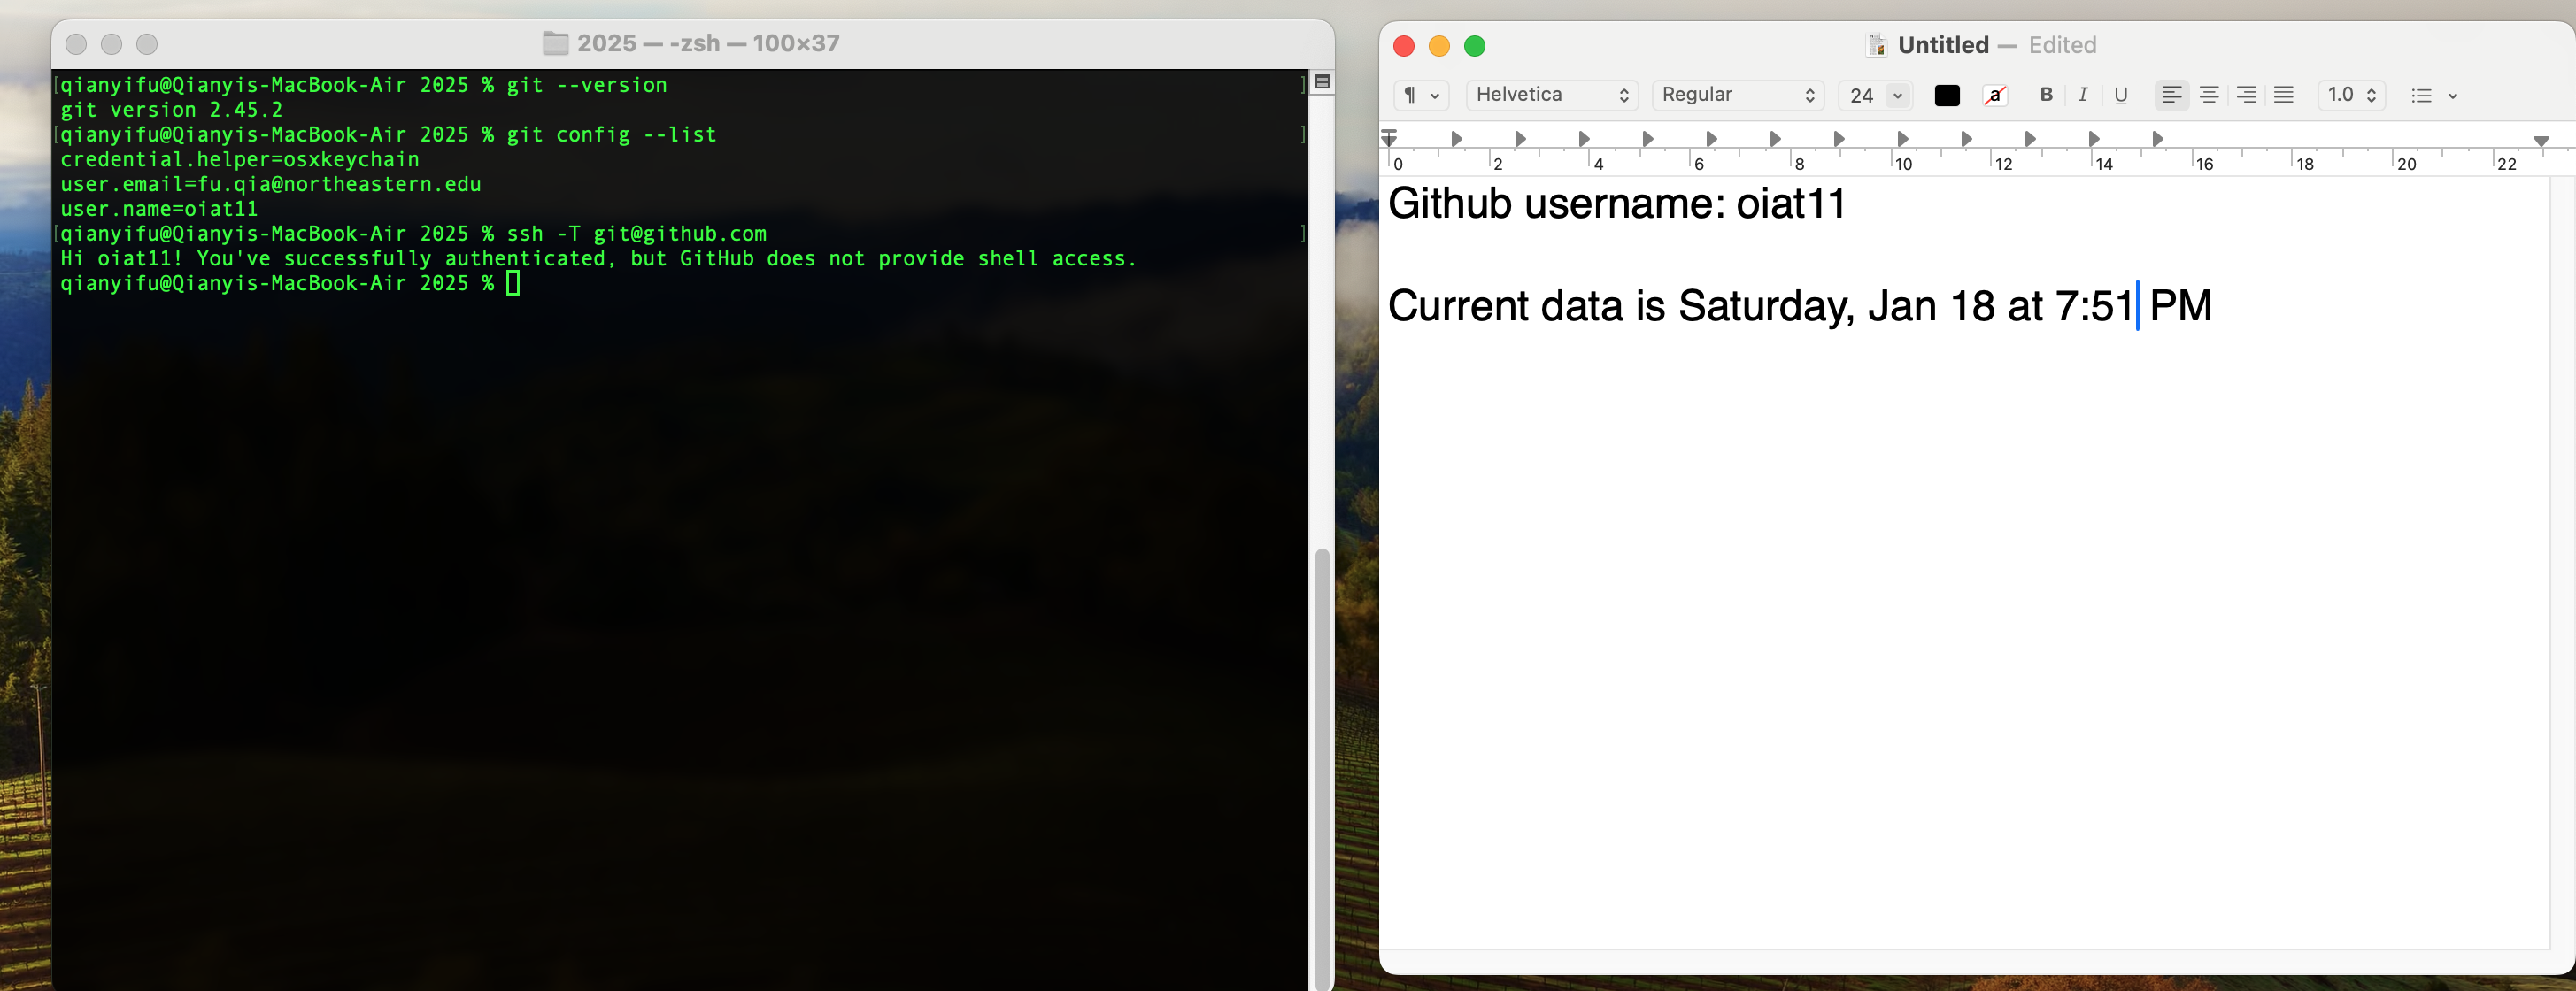 2025 — -zsh — 100×37
[qianyifu@Qianyis-MacBook-Air 2025 % git --version ]
git version 2.45.2
[qianyifu@Qianyis-MacBook-Air 2025 % git config --list ]
credential.helper=osxkeychain
user.email=fu.qia@northeastern.edu
user.name=oiat11
[qianyifu@Qianyis-MacBook-Air 2025 % ssh -T git@github.com ]
Hi oiat11! You've successfully authenticated, but GitHub does not provide shell access.
qianyifu@Qianyis-MacBook-Air 2025 %
Untitled — Edited
¶ Helvetica Regular 24 a B I U 1.0
0 2 4 6 8 10 12 14 16 18 20 22
Github username: oiat11
Current data is Saturday, Jan 18 at 7:51 PM